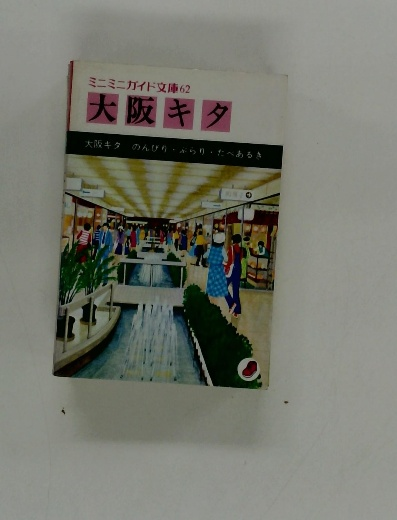 ミニミニガイド文庫62
大阪キタ
大阪キタ のんびり・ぶらり・たべあるき